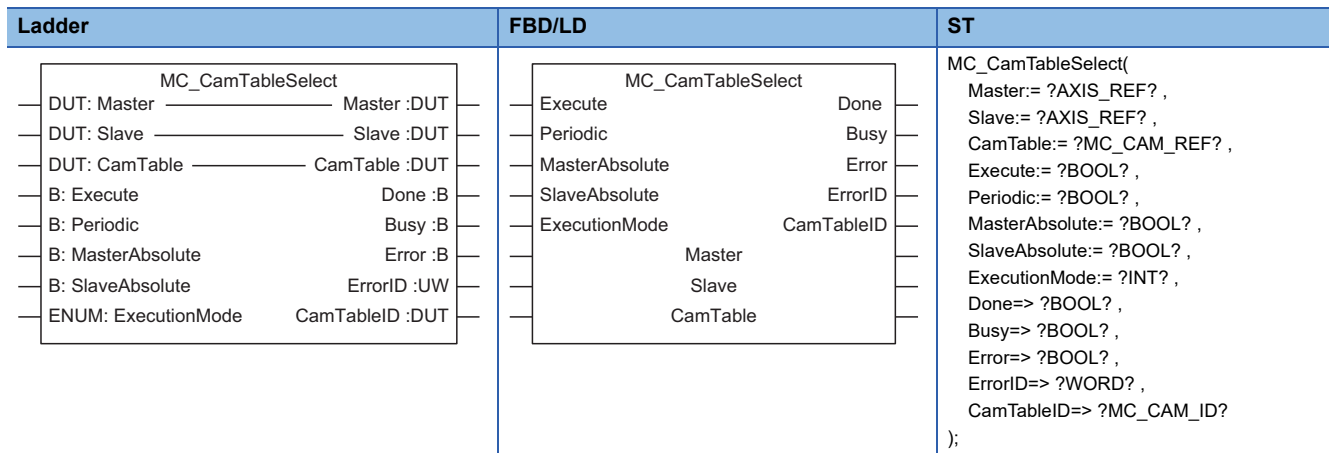 Ladder
FBD/LD
ST
MC_CamTableSelect
DUT: Master Master :DUT
DUT: Slave Slave :DUT
DUT: CamTable CamTable :DUT
B: Execute Done :B
B: Periodic Busy :B
B: MasterAbsolute Error :B
B: SlaveAbsolute ErrorID :UW
ENUM: ExecutionMode CamTableID :DUT
MC_CamTableSelect
Execute Done
Periodic Busy
MasterAbsolute Error
SlaveAbsolute ErrorID
ExecutionMode CamTableID
Master
Slave
CamTable
MC_CamTableSelect(
Master:= ?AXIS_REF? ,
Slave:= ?AXIS_REF? ,
CamTable:= ?MC_CAM_REF? ,
Execute:= ?BOOL? ,
Periodic:= ?BOOL? ,
MasterAbsolute:= ?BOOL? ,
SlaveAbsolute:= ?BOOL? ,
ExecutionMode:= ?INT? ,
Done=> ?BOOL? ,
Busy=> ?BOOL? ,
Error=> ?BOOL? ,
ErrorID=> ?WORD? ,
CamTableID=> ?MC_CAM_ID?
);